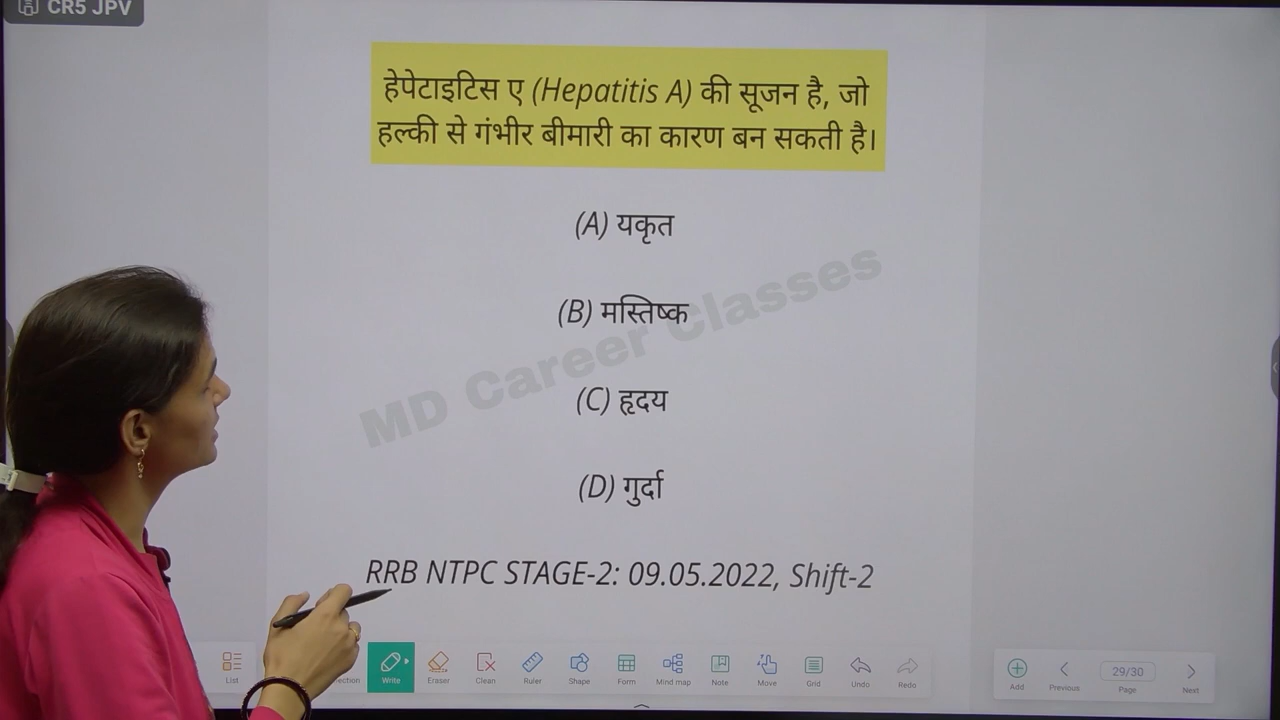 CR5 JPV
हेपेटाइटिस ए (Hepatitis A) की सूजन है, जो
हल्की से गंभीर बीमारी का कारण बन सकती है।
(A) यकृत
(B) मस्तिष्क
MD Career Classes
(C) हृदय
(D) गुर्दा
RRB NTPC STAGE-2: 09.05.2022, Shift-2
List
Write
Eraser
Clean
Ruler
Shape
Form
Mind map
Note
Move
Grid
Undo
Redo
Add
Previous
29/30
Page
Next